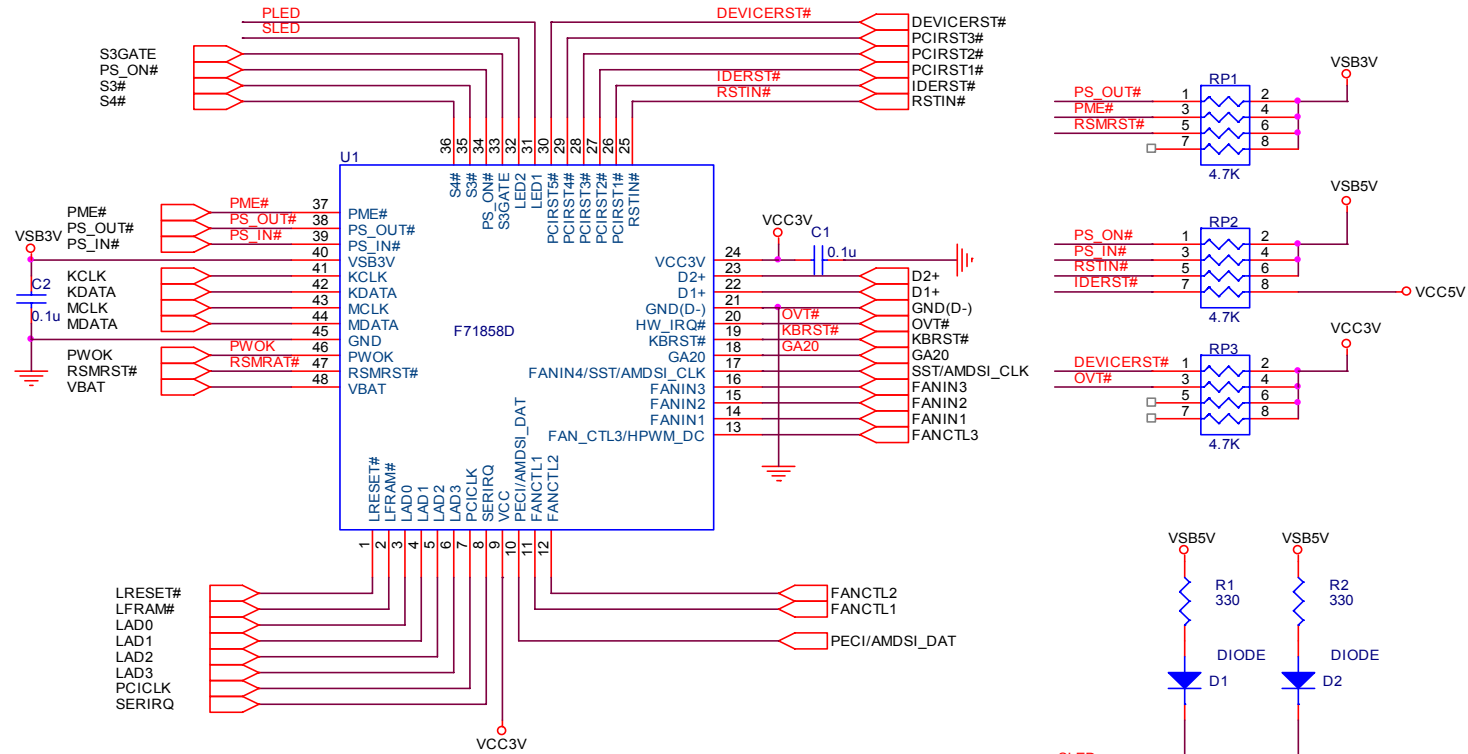 PLED
SLED
S3GATE
PS_ON#
S3#
S4#
DEVICERST#
IDERST#
RSTIN#
DEVICERST#
PCIRST3#
PCIRST2#
PCIRST1#
IDERST#
RSTIN#
36
35
34
33
32
31
30
29
28
27
26
25
U1
S4#
S3#
PS_ON#
S3GATE
LED2
LED1
PCIRST5#
PCIRST4#
PCIRST3#
PCIRST2#
PCIRST1#
RSTIN#
PME#
PS_OUT#
PS_IN#
VSB3V
KCLK
KDATA
MCLK
MDATA
PWOK
RSMRST#
VBAT
C2
0.1u
PME#
PS_OUT#
PS_IN#
PWOK
RSMRAT#
37
38
39
40
41
42
43
44
45
46
47
48
PME#
PS_OUT#
PS_IN#
VSB3V
KCLK
KDATA
MCLK
MDATA
GND
PWOK
RSMRST#
VBAT
F71858D
VCC3V
D2+
D1+
GND(D-)
HW_IRQ#
KBRST#
GA20
FANIN4/SST/AMDSI_CLK
FANIN3
FANIN2
FANIN1
FAN_CTL3/HPWM_DC
24
23
22
21
20
19
18
17
16
15
14
13
VCC3V
C1
0.1u
OVT#
KBRST#
GA20
D2+
D1+
GND(D-)
OVT#
KBRST#
GA20
SST/AMDSI_CLK
FANIN3
FANIN2
FANIN1
FANCTL3
LRESET#
LFRAM#
LAD0
LAD1
LAD2
LAD3
PCICLK
SERIRQ
VCC
PECI/AMDSI_DAT
FANCTL1
FANCTL2
1
2
3
4
5
6
7
8
9
10
11
12
LRESET#
LFRAM#
LAD0
LAD1
LAD2
LAD3
PCICLK
SERIRQ
VCC3V
FANCTL2
FANCTL1
PECI/AMDSI_DAT
VSB3V
RP1
PS_OUT# 1 2
PME# 3 4
RSMRST# 5 6
7 8
4.7K
VSB5V
RP2
PS_ON# 1 2
PS_IN# 3 4
RSTIN# 5 6
IDERST# 7 8
VCC5V
4.7K
VCC3V
RP3
DEVICERST# 1 2
OVT# 3 4
5 6
7 8
4.7K
VSB5V VSB5V
R1 R2
330 330
DIODE DIODE
D1 D2